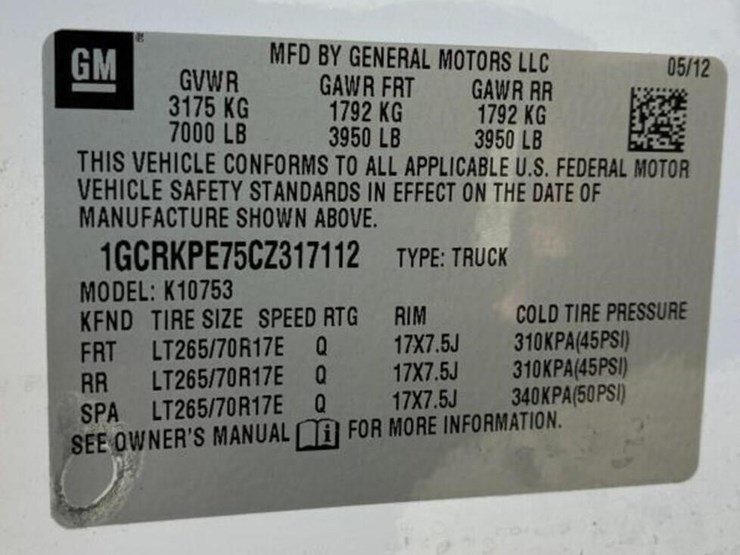 GM
MFD BY GENERAL MOTORS LLC 05/12
GVWR GAWR FRT GAWR RR
3175 KG 1792 KG 1792 KG
7000 LB 3950 LB 3950 LB
THIS VEHICLE CONFORMS TO ALL APPLICABLE U.S. FEDERAL MOTOR
VEHICLE SAFETY STANDARDS IN EFFECT ON THE DATE OF
MANUFACTURE SHOWN ABOVE.
1GCRKPE75CZ317112 TYPE: TRUCK
MODEL: K10753
KFND TIRE SIZE SPEED RTG RIM COLD TIRE PRESSURE
FRT LT265/70R17E Q 17X7.5J 310KPA(45PSI)
RR LT265/70R17E Q 17X7.5J 310KPA(45PSI)
SPA LT265/70R17E Q 17X7.5J 340KPA(50PSI)
SEE OWNER'S MANUAL i FOR MORE INFORMATION.